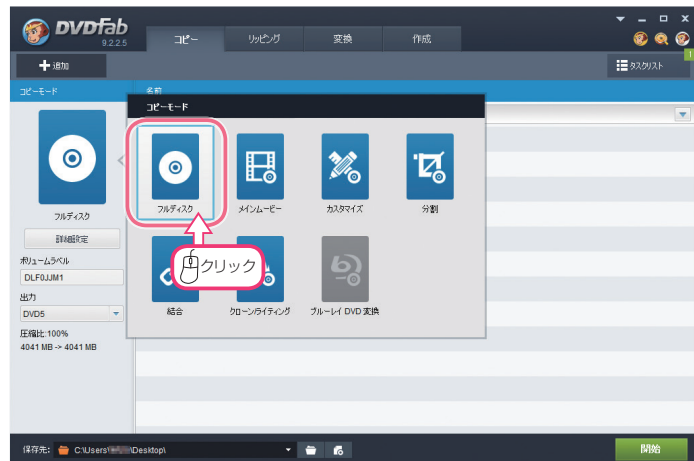 DVDFab
9.2.2.5
コピー
リッピング
変換
作成
追加
タスクリスト
1
コピーモード
名前
コピーモード
フルディスク
メインムービー
カスタマイズ
分割
クリック
結合
クローン/ライティング
ブルーレイ DVD 変換
フルディスク
詳細設定
ボリュームラベル
DLF0JJM1
出力
DVD5
圧縮比:100%
4041 MB -> 4041 MB
保存先:
C:\Users\
\Desktop\
開始